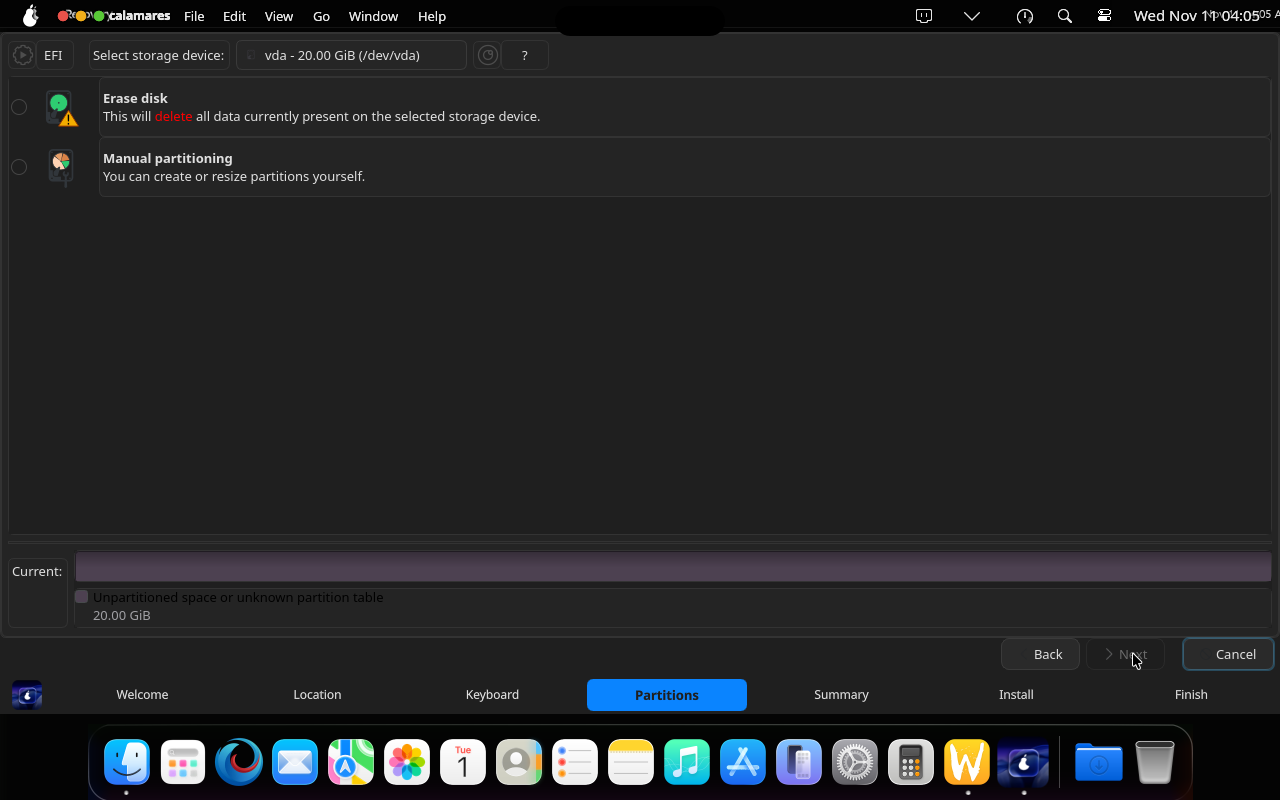 calamares File Edit View Go Window Help Wed Nov 11 04:05
EFI Select storage device: vda - 20.00 GiB (/dev/vda) ?
Erase disk
This will delete all data currently present on the selected storage device.
Manual partitioning
You can create or resize partitions yourself.
Current:
Unpartitioned space or unknown partition table
20.00 GiB
Back Next Cancel
Welcome Location Keyboard Partitions Summary Install Finish
Tue
1